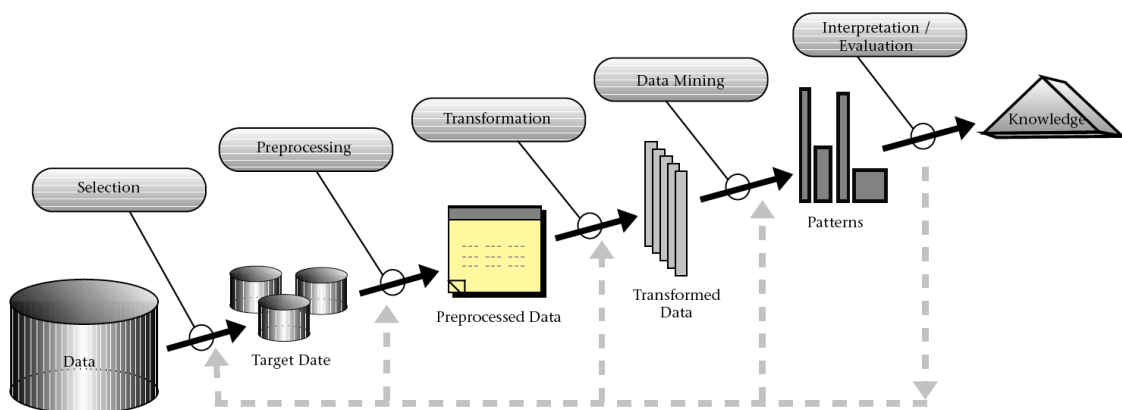 Interpretation /
Evaluation
Data Mining
Transformation
Preprocessing
Selection
Knowledge
Patterns
Transformed
Data
Preprocessed Data
Target Date
Data